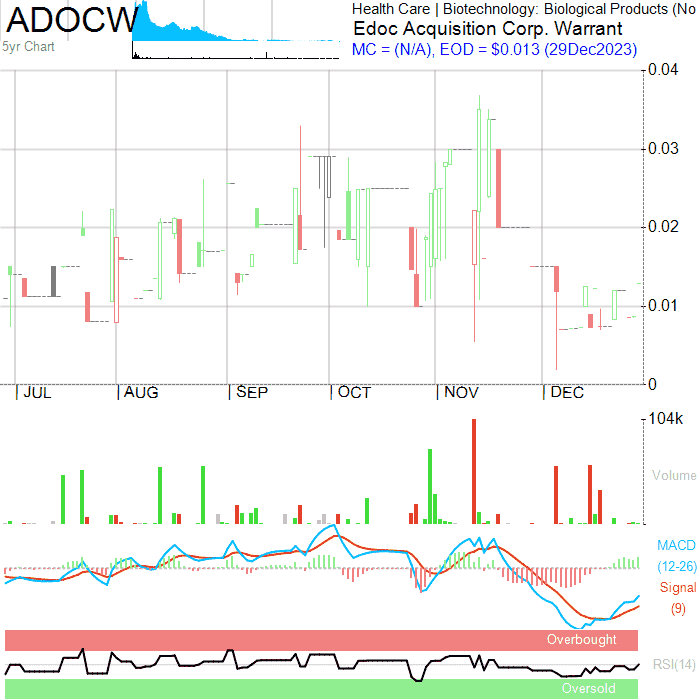 ADOCW
5yr Chart
Health Care | Biotechnology: Biological Products (No
Edoc Acquisition Corp. Warrant
MC = (N/A), EOD = $0.013 (29Dec2023)
0.04
0.03
0.02
0.01
0
| JUL | AUG | SEP | OCT | NOV | DEC
104k
Volume
MACD
(12-26)
Signal
(9)
Overbought
RSI(14)
Oversold